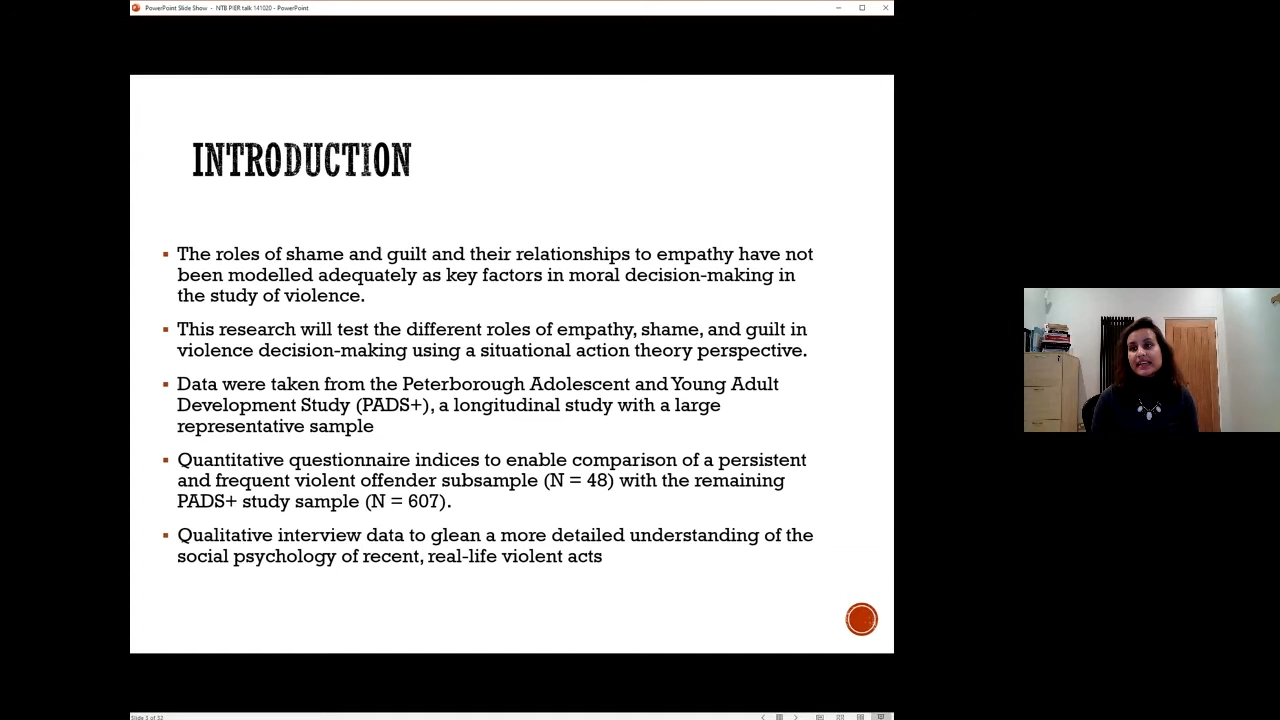 PowerPoint Slide Show - NTB PIER talk 141020 - PowerPoint
INTRODUCTION
The roles of shame and guilt and their relationships to empathy have not
been modelled adequately as key factors in moral decision-making in
the study of violence.
This research will test the different roles of empathy, shame, and guilt in
violence decision-making using a situational action theory perspective.
Data were taken from the Peterborough Adolescent and Young Adult
Development Study (PADS+), a longitudinal study with a large
representative sample
Quantitative questionnaire indices to enable comparison of a persistent
and frequent violent offender subsample (N = 48) with the remaining
PADS+ study sample (N = 607).
Qualitative interview data to glean a more detailed understanding of the
social psychology of recent, real-life violent acts